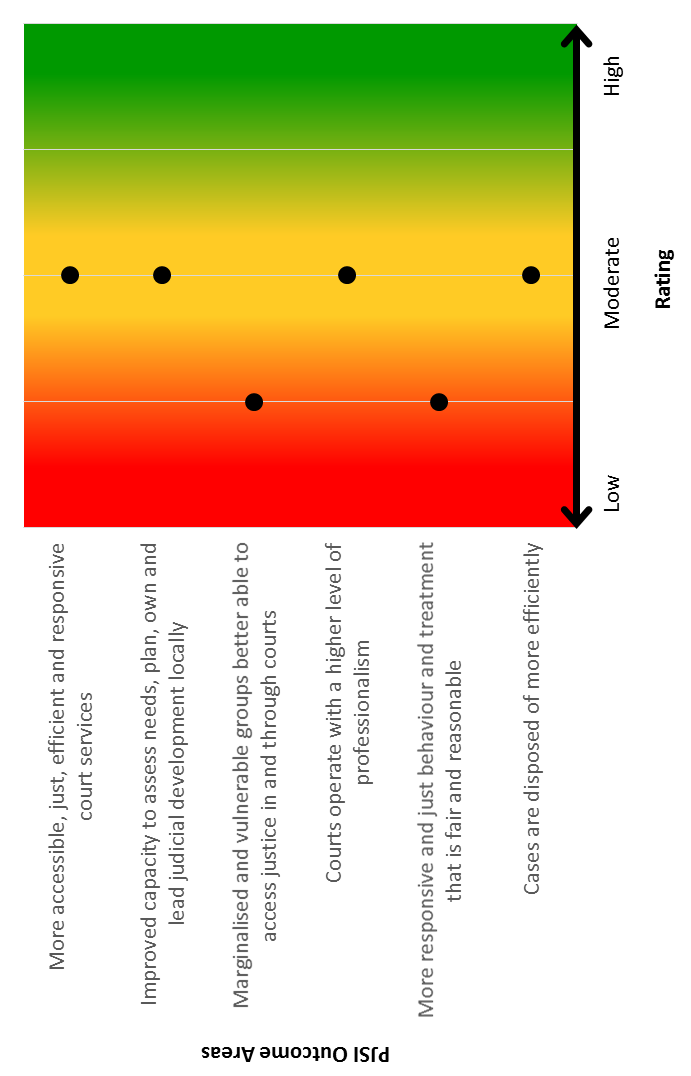 PJSI Outcome Areas
More accessible, just, efficient and responsive
court services
Improved capacity to assess needs, plan, own and
lead judicial development locally
Marginalised and vulnerable groups better able to
access justice in and through courts
Courts operate with a higher level of
professionalism
More responsive and just behaviour and treatment
that is fair and reasonable
Cases are disposed of more efficiently
Low
Moderate
High
Rating